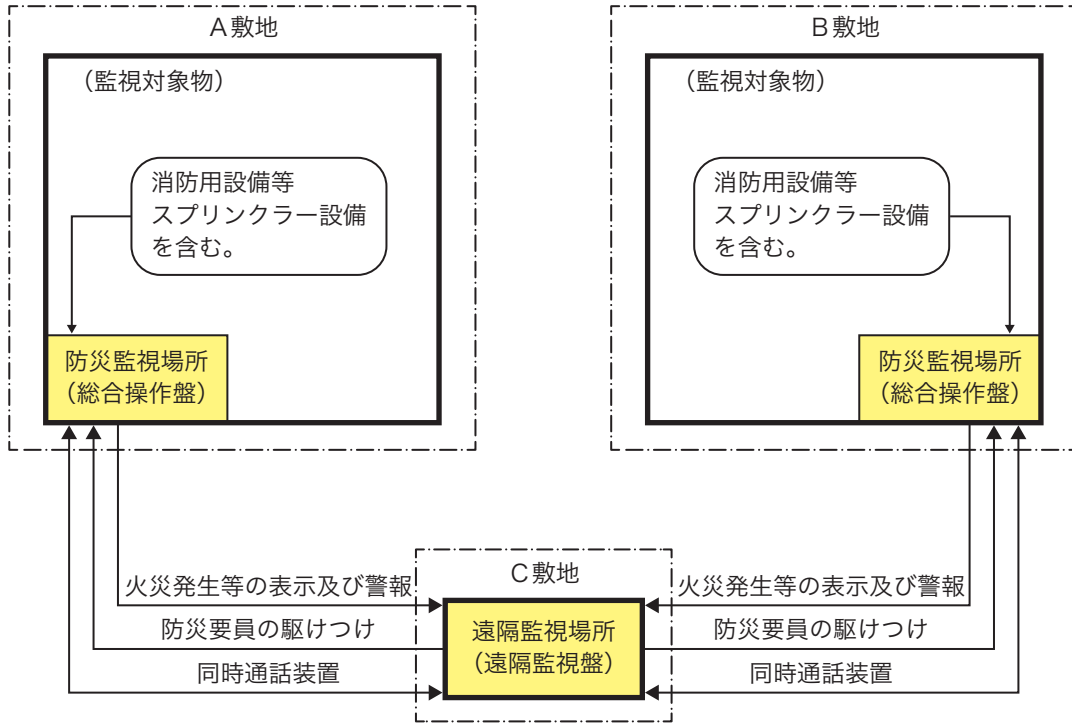 A敷地
（監視対象物）
消防用設備等
スプリンクラー設備
を含む。
防災監視場所
（総合操作盤）
B敷地
（監視対象物）
消防用設備等
スプリンクラー設備
を含む。
防災監視場所
（総合操作盤）
火災発生等の表示及び警報
防災要員の駆けつけ
同時通話装置
C敷地
遠隔監視場所
（遠隔監視盤）
火災発生等の表示及び警報
防災要員の駆けつけ
同時通話装置